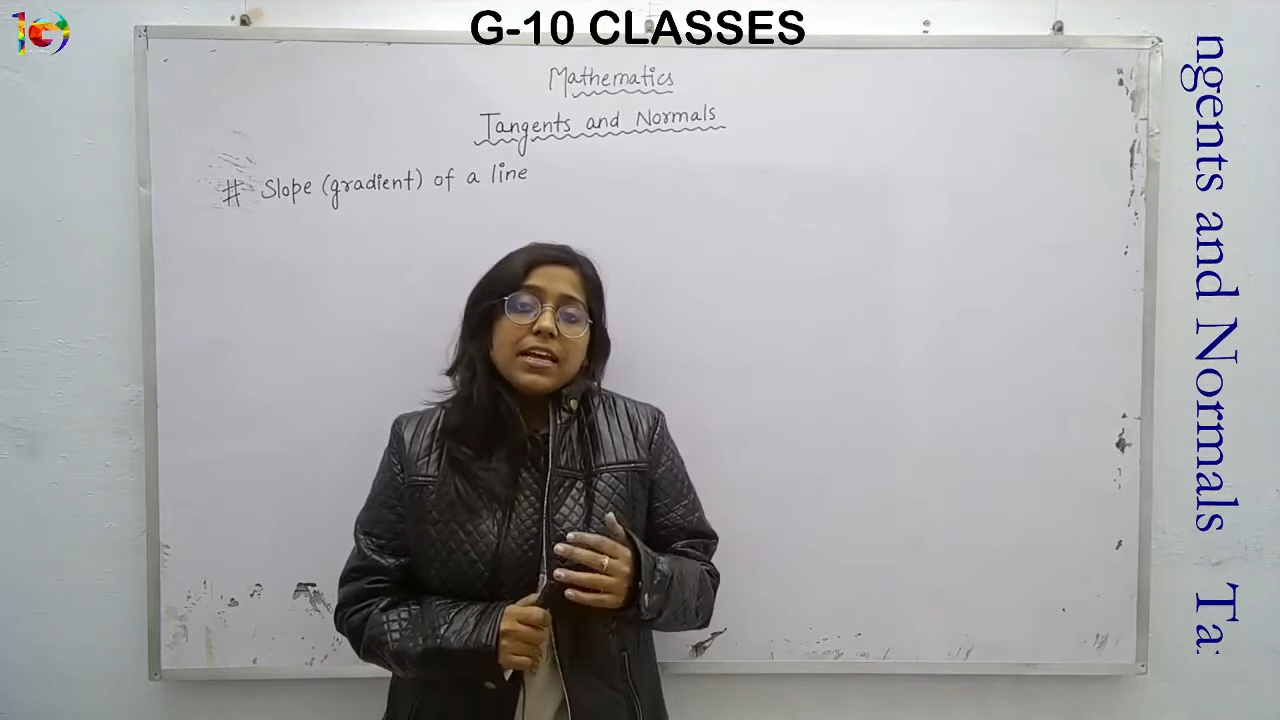 G-10 CLASSES
Mathematics
Tangents and Normals
# Slope (gradient) of a line
ngents and Normals Ta